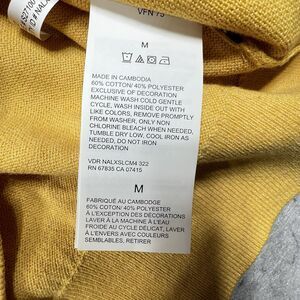 VFN 75
M
MADE IN CAMBODIA
60% COTTON/ 40% POLYESTER
EXCLUSIVE OF DECORATION
MACHINE WASH COLD GENTLE
CYCLE, WASH INSIDE OUT WITH
LIKE COLORS, REMOVE PROMPTLY
FROM WASHER, ONLY NON
CHLORINE BLEACH WHEN NEEDED,
TUMBLE DRY LOW, COOL IRON AS
NEEDED, DO NOT IRON
DECORATION
VDR NALXSLCM4 322
RN 67835 CA 07415
M
FABRIQUÉ AU CAMBODGE
60% COTON/ 40% POLYESTER
À L'EXCEPTION DES DÉCORATIONS
LAVER À LA MACHINE À L'EAU
FROIDE AU CYCLE DÉLICAT, LAVER
À L'ENVERS AVEC COULEURS
SEMBLABLES, RETIRER